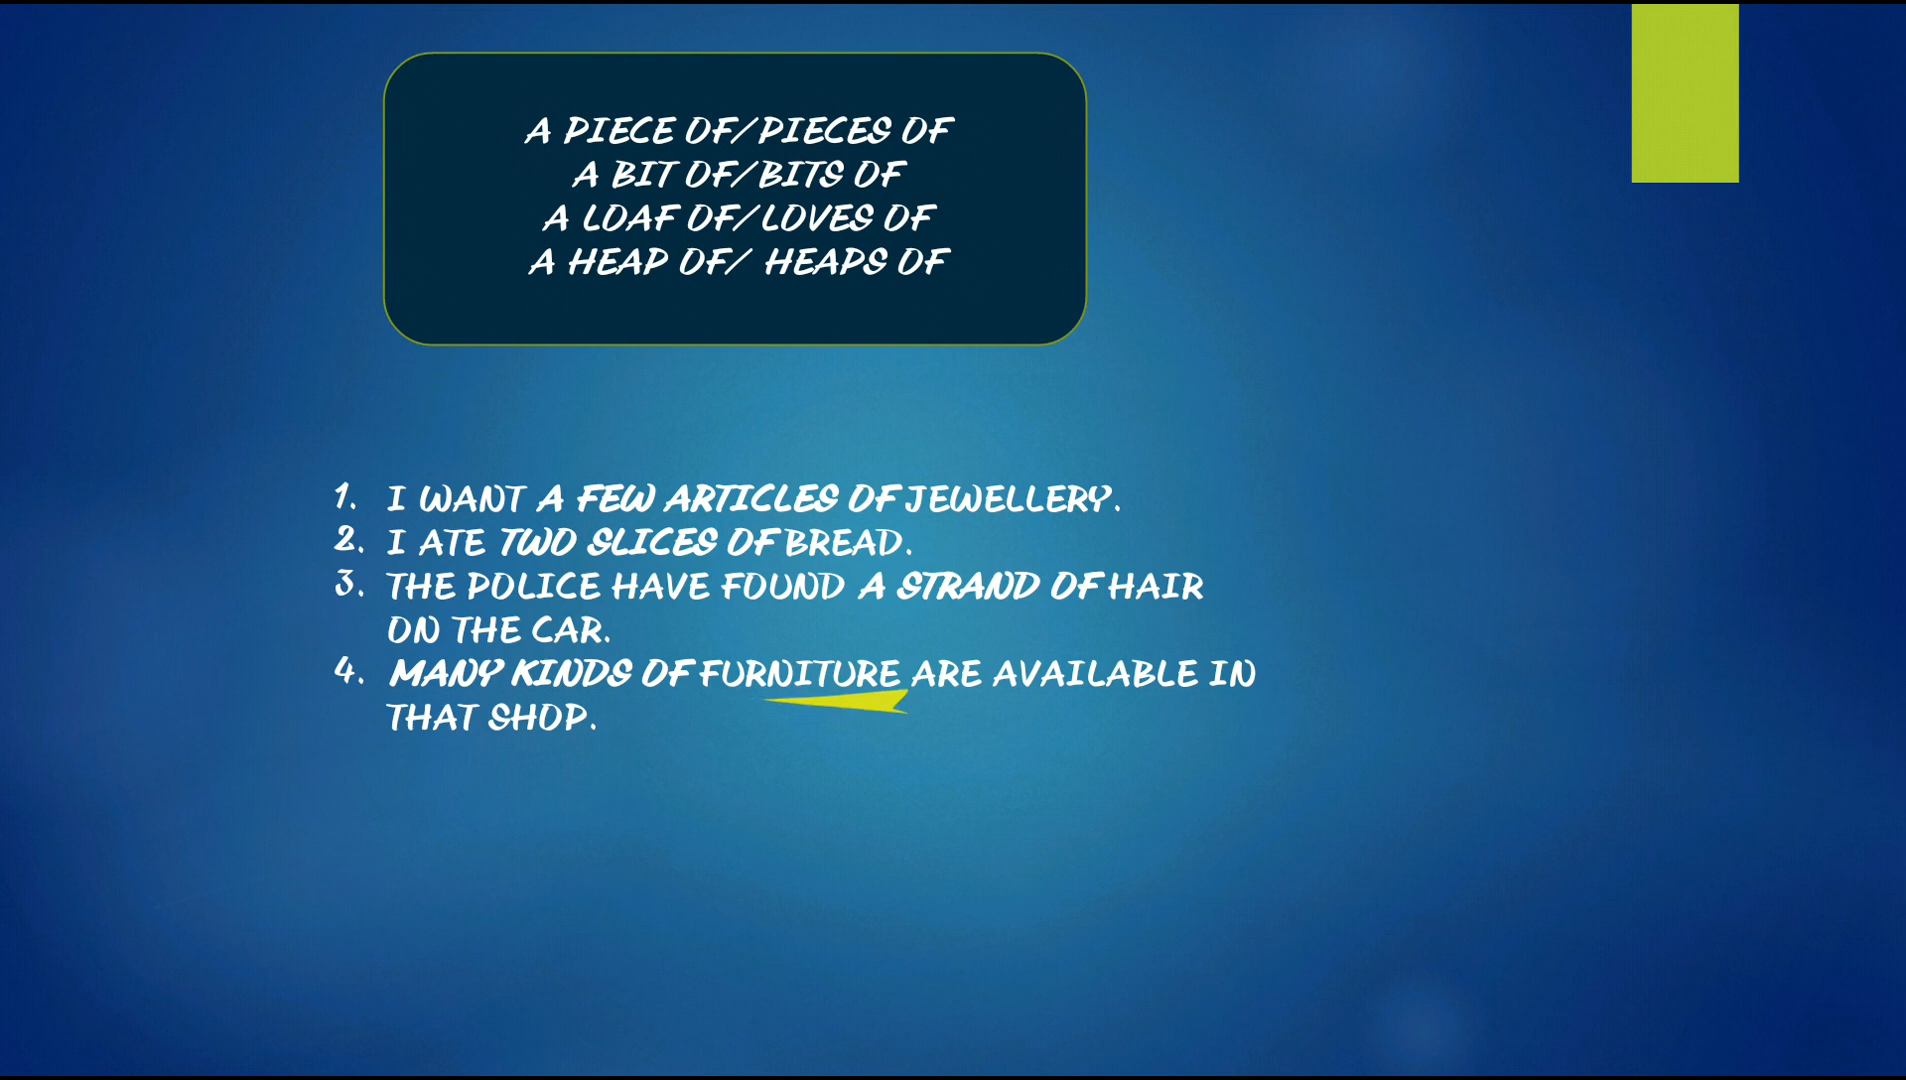 A PIECE OF/PIECES OF
A BIT OF/BITS OF
A LOAF OF/LOVES OF
A HEAP OF/ HEAPS OF
1. I WANT A FEW ARTICLES OF JEWELLERY.
2. I ATE TWO SLICES OF BREAD.
3. THE POLICE HAVE FOUND A STRAND OF HAIR
ON THE CAR.
4. MANY KINDS OF FURNITURE ARE AVAILABLE IN
THAT SHOP.